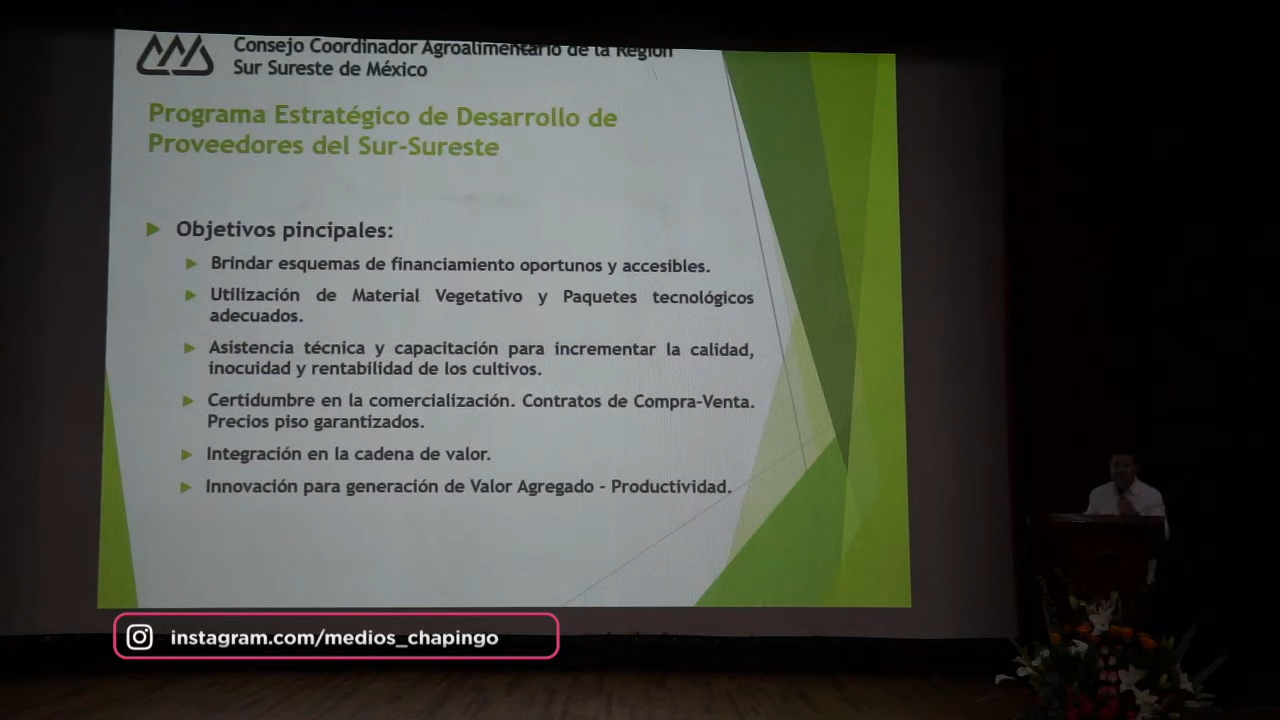 Consejo Coordinador Agroalimentario de la Región
Sur Sureste de México
Programa Estratégico de Desarrollo de
Proveedores del Sur-Sureste
Objetivos pincipales:
Brindar esquemas de financiamiento oportunos y accesibles.
Utilización de Material Vegetativo y Paquetes tecnológicos
adecuados.
Asistencia técnica y capacitación para incrementar la calidad,
inocuidad y rentabilidad de los cultivos.
Certidumbre en la comercialización. Contratos de Compra-Venta.
Precios piso garantizados.
Integración en la cadena de valor.
Innovación para generación de Valor Agregado - Productividad.
instagram.com/medios_chapingo